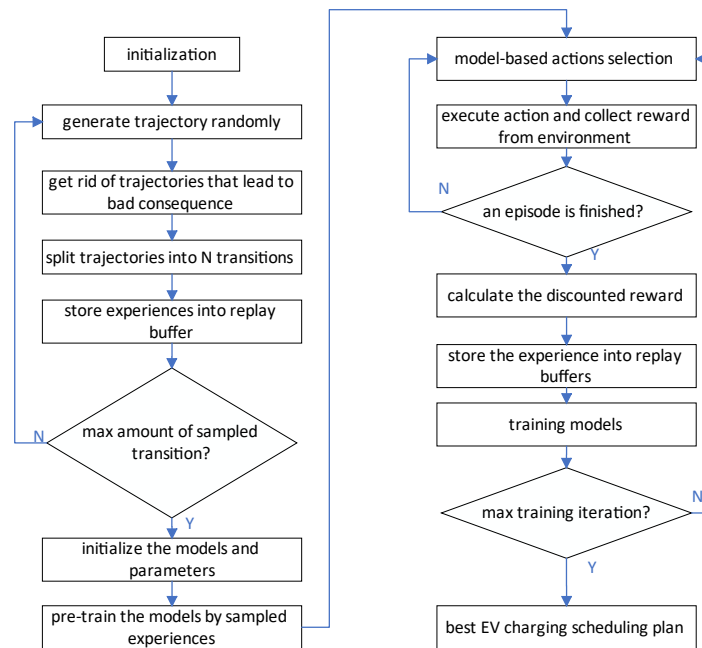 initialization
generate trajectory randomly
get rid of trajectories that lead to
bad consequence
split trajectories into N transitions
store experiences into replay
buffer
max amount of sampled
transition?
N
Y
initialize the models and
parameters
pre-train the models by sampled
experiences
model-based actions selection
execute action and collect reward
from environment
N
an episode is finished?
Y
calculate the discounted reward
store the experience into replay
buffers
training models
max training iteration?
N
Y
best EV charging scheduling plan